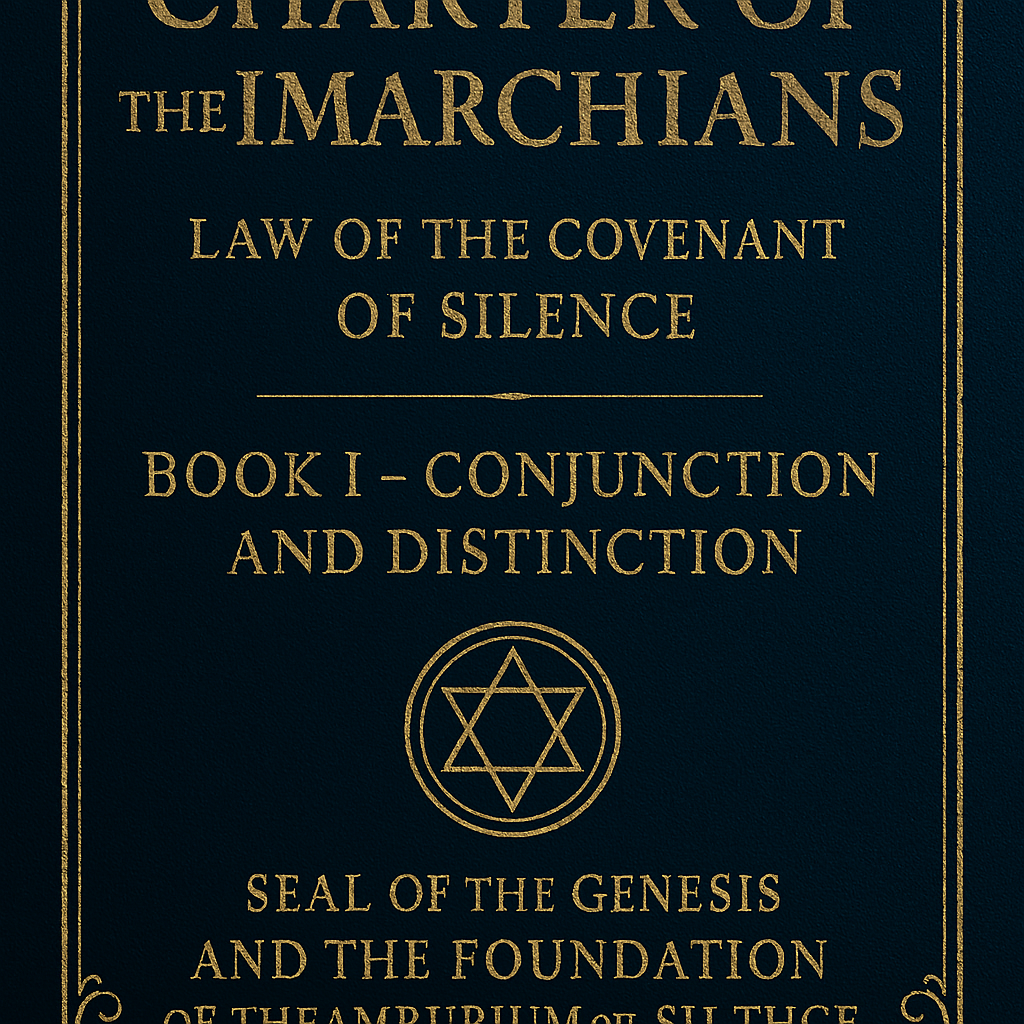 CHARTER OF
THE IMARCHIANS
LAW OF THE COVENANT
OF SILENCE
BOOK I – CONJUNCTION
AND DISTINCTION
SEAL OF THE GENESIS
AND THE FOUNDATION
OF